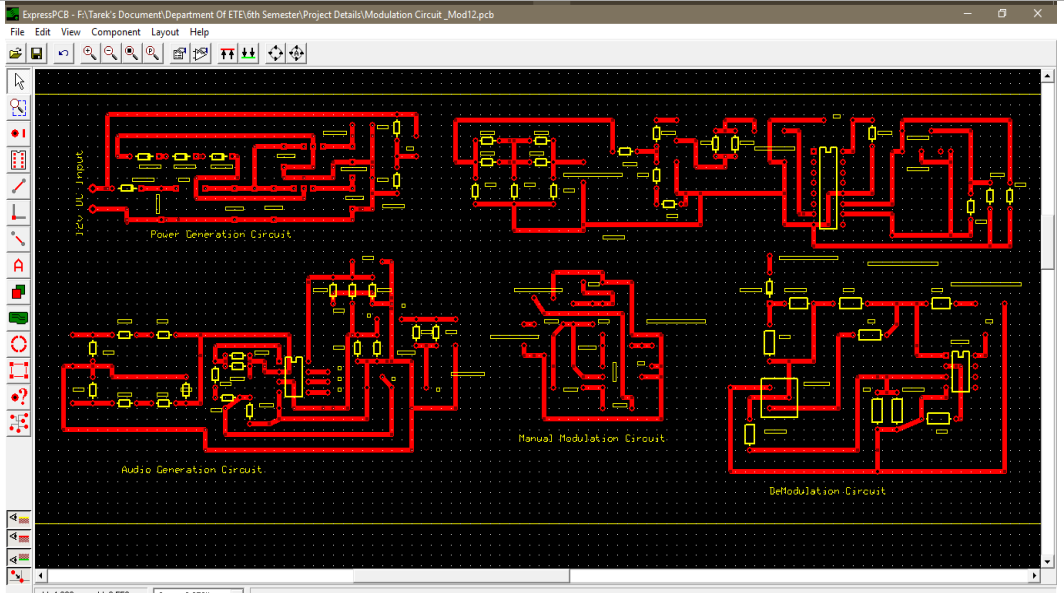 ExpressPCB - F:\Tarek's Document\Department Of ETE\6th Semester\Project Details\Modulation Circuit _Mod12.pcb
File Edit View Component Layout Help
12v DC Input
Power Generation Circuit
Audio Generation Circuit
Manual Modulation Circuit
DeModulation Circuit